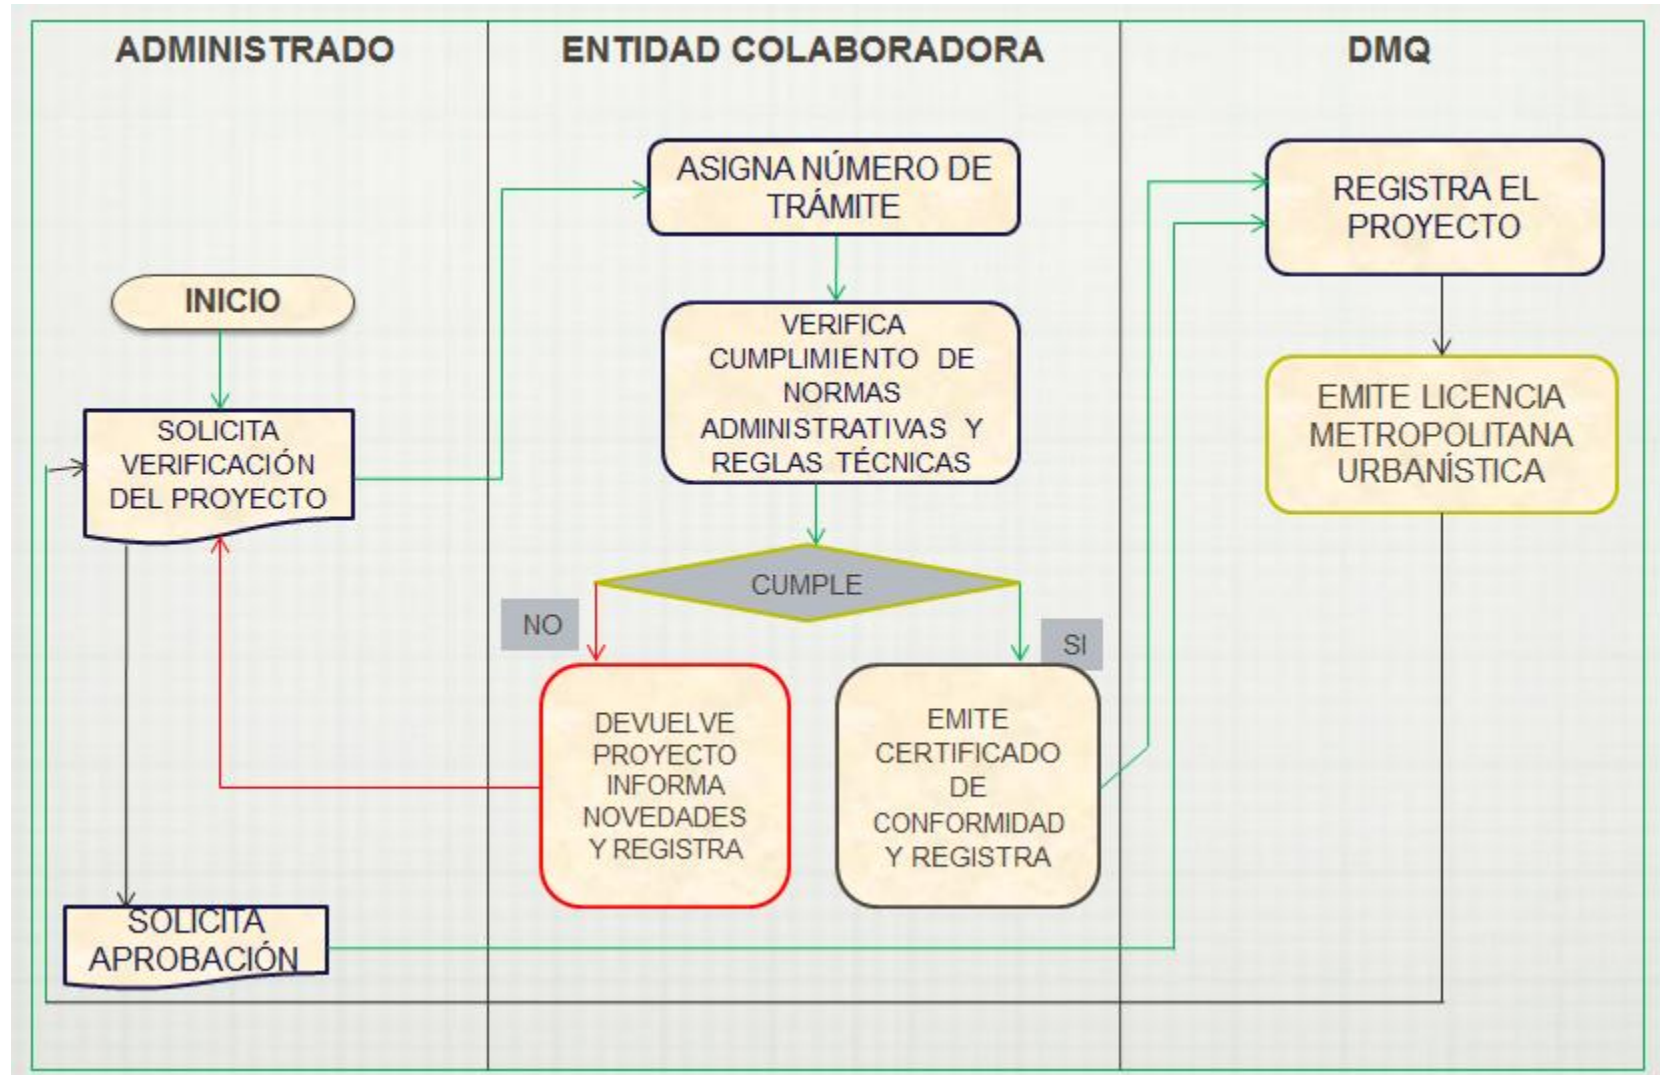 ADMINISTRADO
ENTIDAD COLABORADORA
DMQ
INICIO
SOLICITA
VERIFICACIÓN
DEL PROYECTO
SOLICITA
APROBACIÓN
ASIGNA NÚMERO DE
TRÁMITE
VERIFICA
CUMPLIMIENTO DE
NORMAS
ADMINISTRATIVAS Y
REGLAS TÉCNICAS
CUMPLE
NO
SI
DEVUELVE
PROYECTO
INFORMA
NOVEDADES
Y REGISTRA
EMITE
CERTIFICADO
DE
CONFORMIDAD
Y REGISTRA
REGISTRA EL
PROYECTO
EMITE LICENCIA
METROPOLITANA
URBANÍSTICA